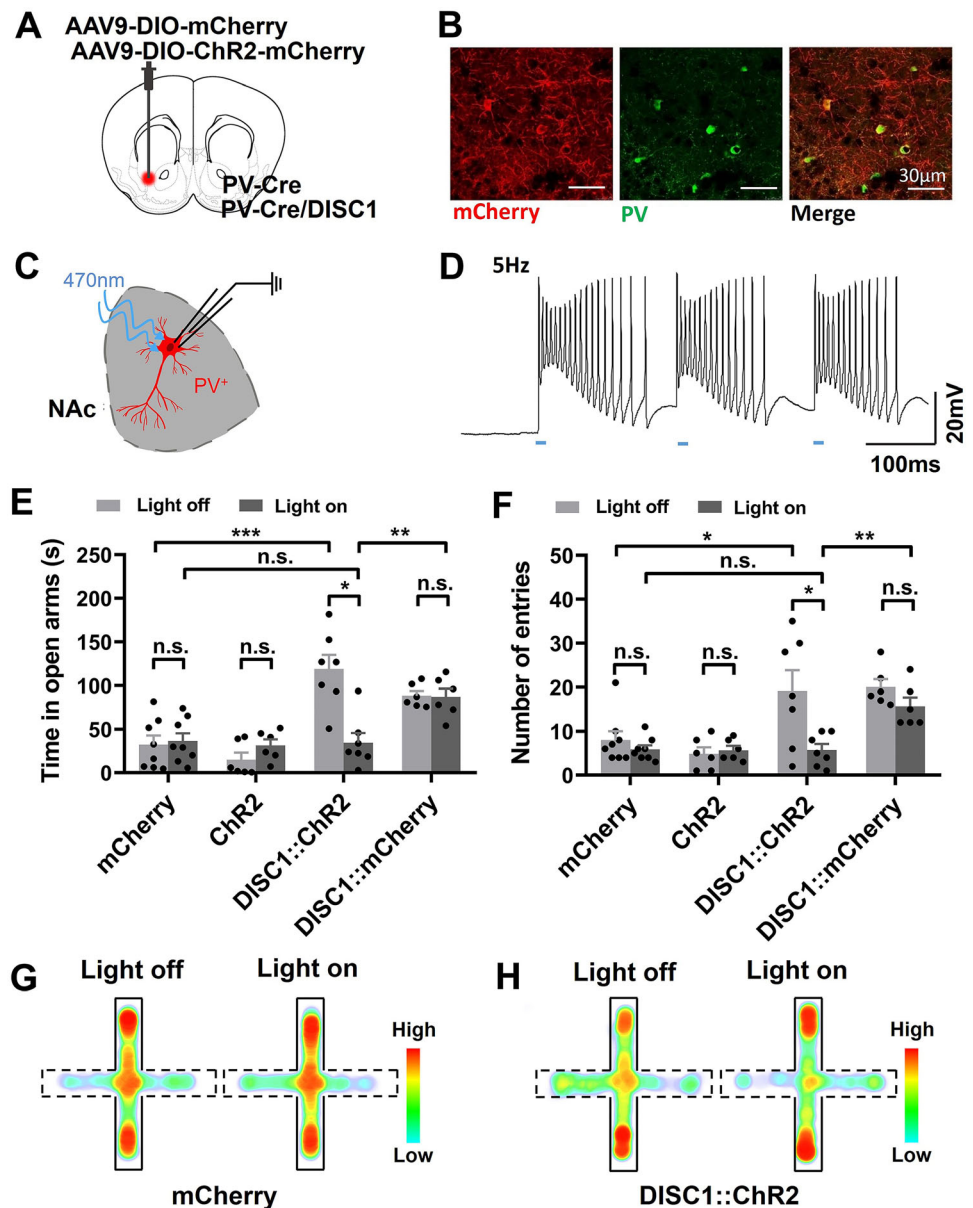 A
AAV9-DIO-mCherry
AAV9-DIO-ChR2-mCherry
PV-Cre
PV-Cre/DISC1
B
30μm
mCherry
PV
Merge
C
470nm
PV+
NAc
D
5Hz
20mV
100ms
E
Light off
Light on
***
**
n.s.
*
n.s.
n.s.
n.s.
Time in open arms (s)
250
200
150
100
50
0
mCherry
ChR2
DISC1::ChR2
DISC1::mCherry
F
Light off
Light on
*
**
n.s.
*
n.s.
n.s.
n.s.
Number of entries
50
40
30
20
10
0
mCherry
ChR2
DISC1::ChR2
DISC1::mCherry
G
Light off
Light on
High
Low
mCherry
H
Light off
Light on
High
Low
DISC1::ChR2